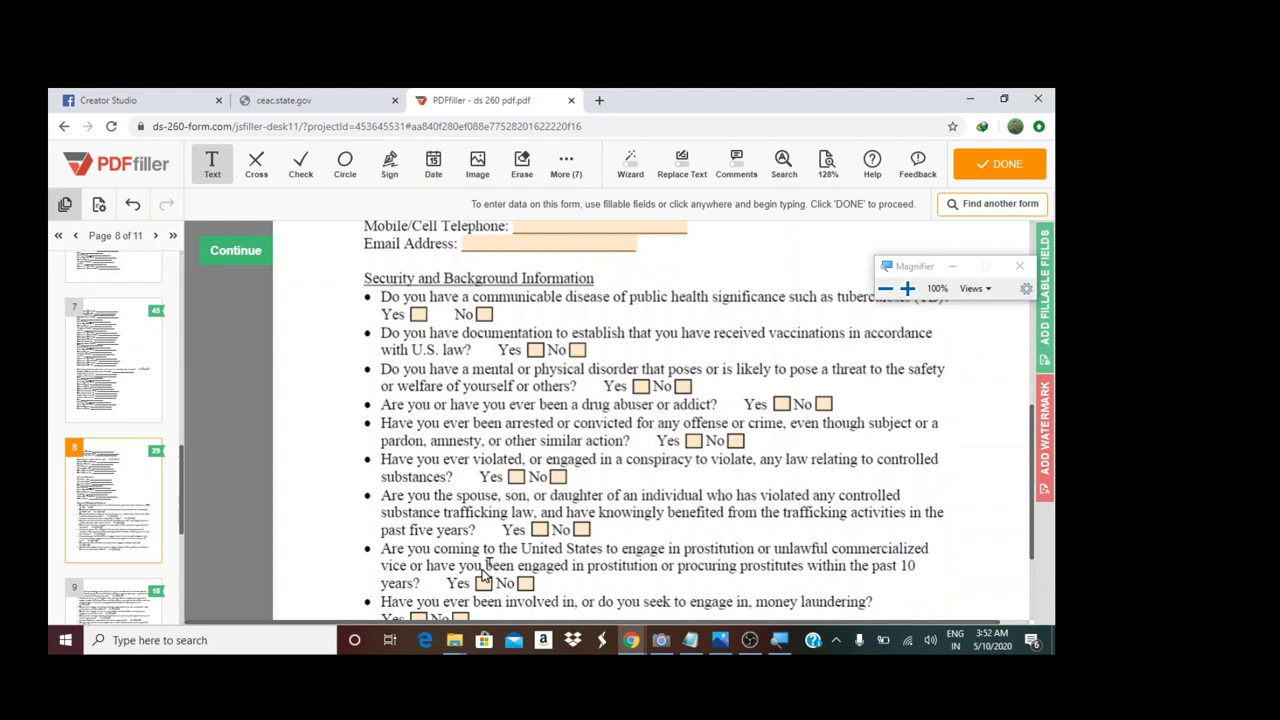 Creator Studio
ceac.state.gov
PDFfiller - ds 260 pdf.pdf
ds-260-form.com/jsfiller-desk11/?projectId=453645531#aa840f280ef088e77528201622220f16
PDFfiller
Text
Cross
Check
Circle
Sign
Date
Image
Erase
More (7)
Wizard
Replace Text
Comments
Search
128%
Help
Feedback
DONE
To enter data on this form, use fillable fields or click anywhere and begin typing. Click 'DONE' to proceed.
Find another form
Page 8 of 11
Continue
7
45
8
29
9
18
ADD FILLABLE FIELDS
ADD WATERMARK
Magnifier
100%
Views
Mobile/Cell Telephone:
Email Address:
Security and Background Information
• Do you have a communicable disease of public health significance such as tuberculosis (TB)?
Yes No
• Do you have documentation to establish that you have received vaccinations in accordance
with U.S. law? Yes No
• Do you have a mental or physical disorder that poses or is likely to pose a threat to the safety
or welfare of yourself or others? Yes No
• Are you or have you ever been a drug abuser or addict? Yes No
• Have you ever been arrested or convicted for any offense or crime, even though subject or a
pardon, amnesty, or other similar action? Yes No
• Have you ever violated, or engaged in a conspiracy to violate, any law relating to controlled
substances? Yes No
• Are you the spouse, son, or daughter of an individual who has violated any controlled
substance trafficking law, and have knowingly benefited from the trafficking activities in the
past five years? Yes No
• Are you coming to the United States to engage in prostitution or unlawful commercialized
vice or have you been engaged in prostitution or procuring prostitutes within the past 10
years? Yes No
• Have you ever been involved in, or do you seek to engage in, money laundering?
Yes No
Type here to search
ENG
IN
3:52 AM
5/10/2020
6